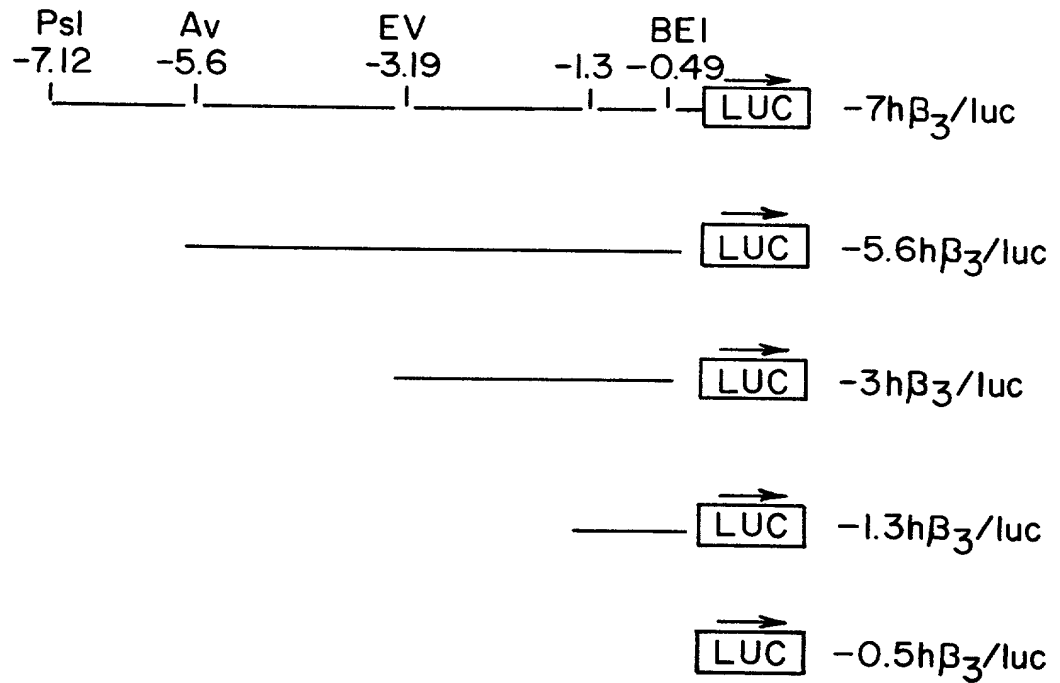 PsI Av EV BEI
-7.12 -5.6 -3.19 -1.3 -0.49
LUC -7hβ3/luc
LUC -5.6hβ3/luc
LUC -3hβ3/luc
LUC -1.3hβ3/luc
LUC -0.5hβ3/luc